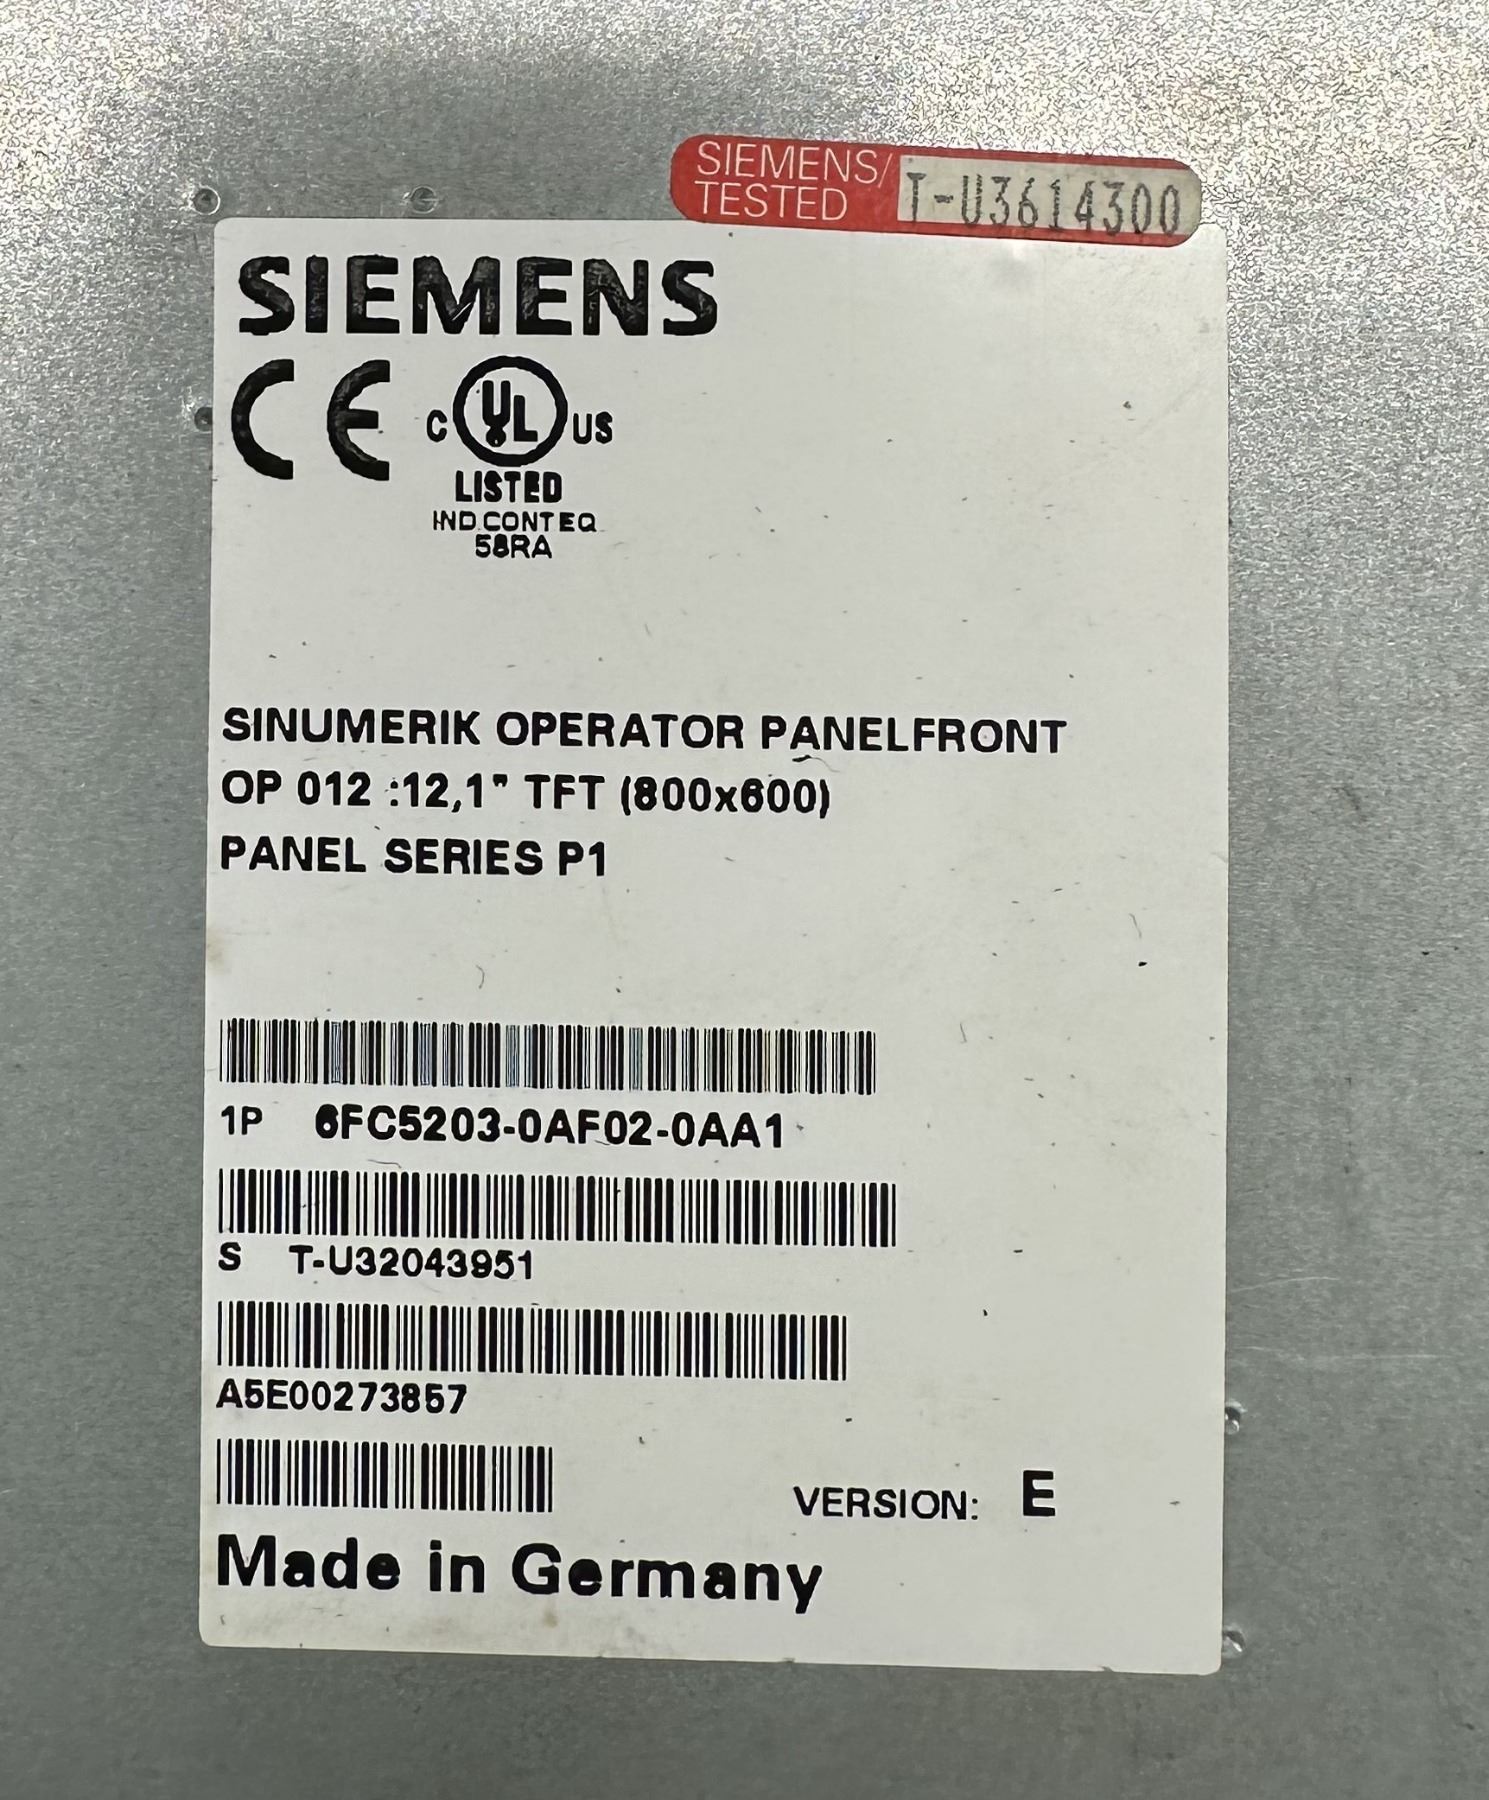 SIEMENS/
TESTED
T-U3614300
SIEMENS
CE
C UL US
LISTED
IND.CONT EQ
58RA
SINUMERIK OPERATOR PANELFRONT
OP 012 :12,1" TFT (800x600)
PANEL SERIES P1
1P 6FC5203-0AF02-0AA1
S T-U32043951
A5E00273857
VERSION: E
Made in Germany